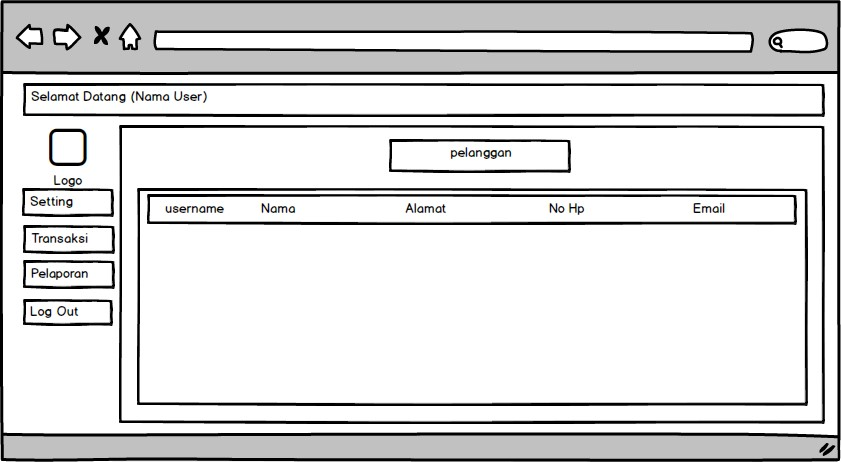 Selamat Datang (Nama User)
Logo
Setting
Transaksi
Pelaporan
Log Out
pelanggan
username Nama Alamat No Hp Email